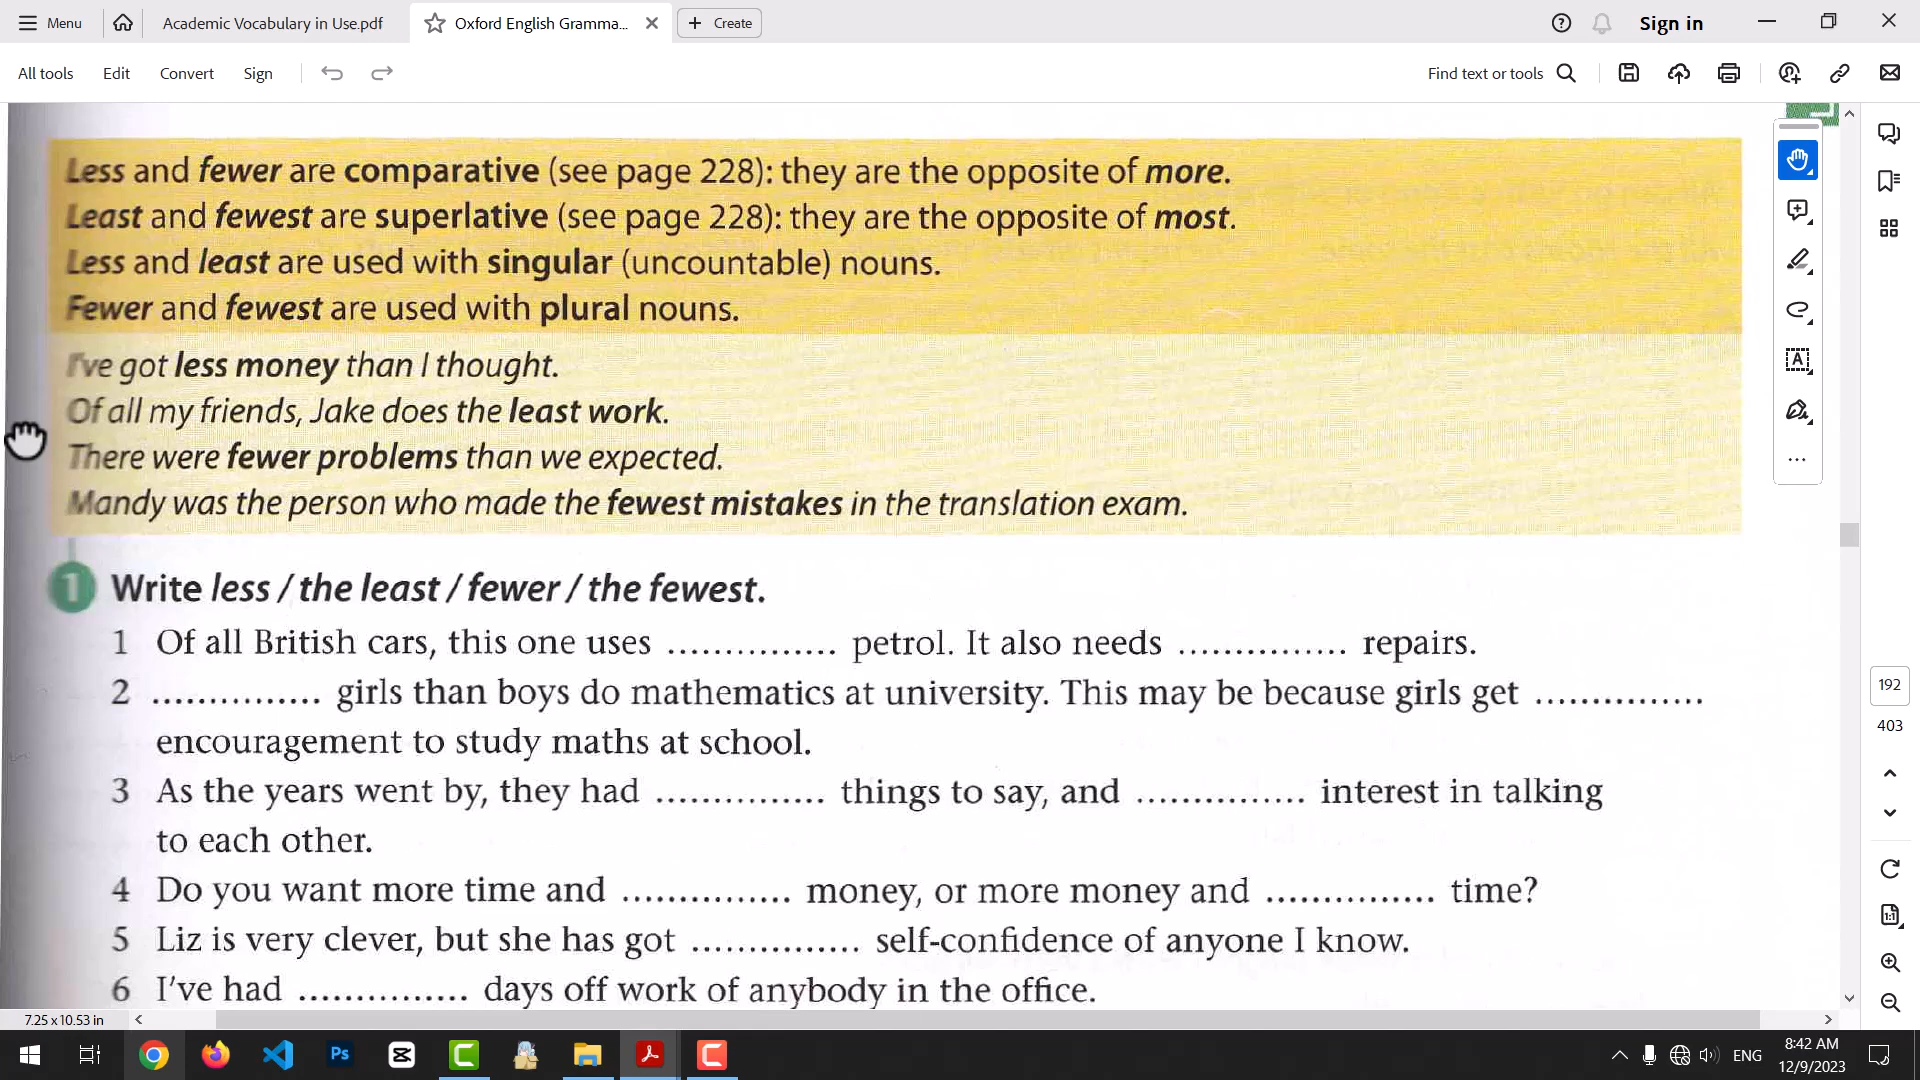 Menu
Academic Vocabulary in Use.pdf
Oxford English Gramma...
Create
Sign in
All tools
Edit
Convert
Sign
Find text or tools
Less and fewer are comparative (see page 228): they are the opposite of more.
Least and fewest are superlative (see page 228): they are the opposite of most.
Less and least are used with singular (uncountable) nouns.
Fewer and fewest are used with plural nouns.
I've got less money than I thought.
Of all my friends, Jake does the least work.
There were fewer problems than we expected.
Mandy was the person who made the fewest mistakes in the translation exam.
1 Write less / the least / fewer / the fewest.
1 Of all British cars, this one uses ............... petrol. It also needs ............... repairs.
2 ............... girls than boys do mathematics at university. This may be because girls get ...............
encouragement to study maths at school.
3 As the years went by, they had ............... things to say, and ............... interest in talking
to each other.
4 Do you want more time and ............... money, or more money and ............... time?
5 Liz is very clever, but she has got ............... self-confidence of anyone I know.
6 I've had ............... days off work of anybody in the office.
192
403
1:1
7.25 x 10.53 in
Ps
ENG
8:42 AM
12/9/2023